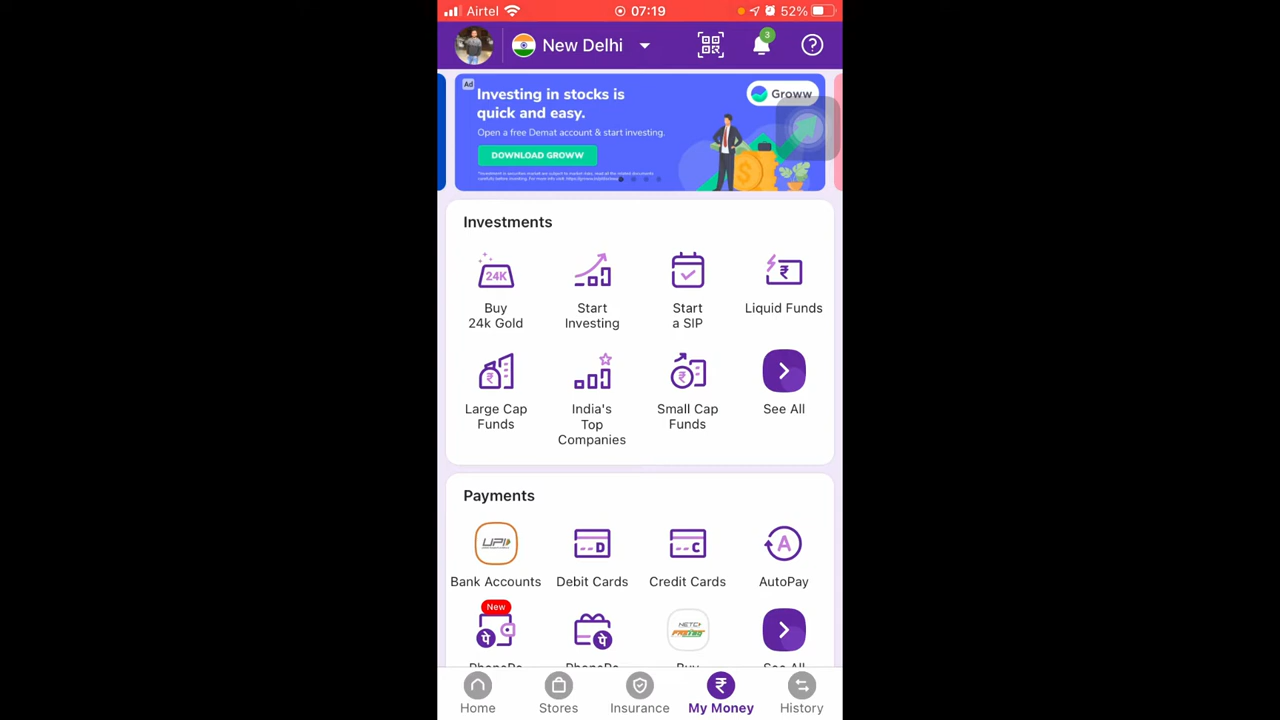 Airtel 07:19 52%
New Delhi 3
Ad
Investing in stocks is
quick and easy.
Groww
Open a free Demat account & start investing.
DOWNLOAD GROWW
Investments
24K
Buy
24k Gold
Start
Investing
Start
a SIP
Liquid Funds
Large Cap
Funds
India's
Top
Companies
Small Cap
Funds
See All
Payments
UPI
Bank Accounts
D
Debit Cards
C
Credit Cards
A
AutoPay
New
पे
PhonePe
पे
PhonePe
FASTag
Buy
See All
Home
Stores
Insurance
My Money
History